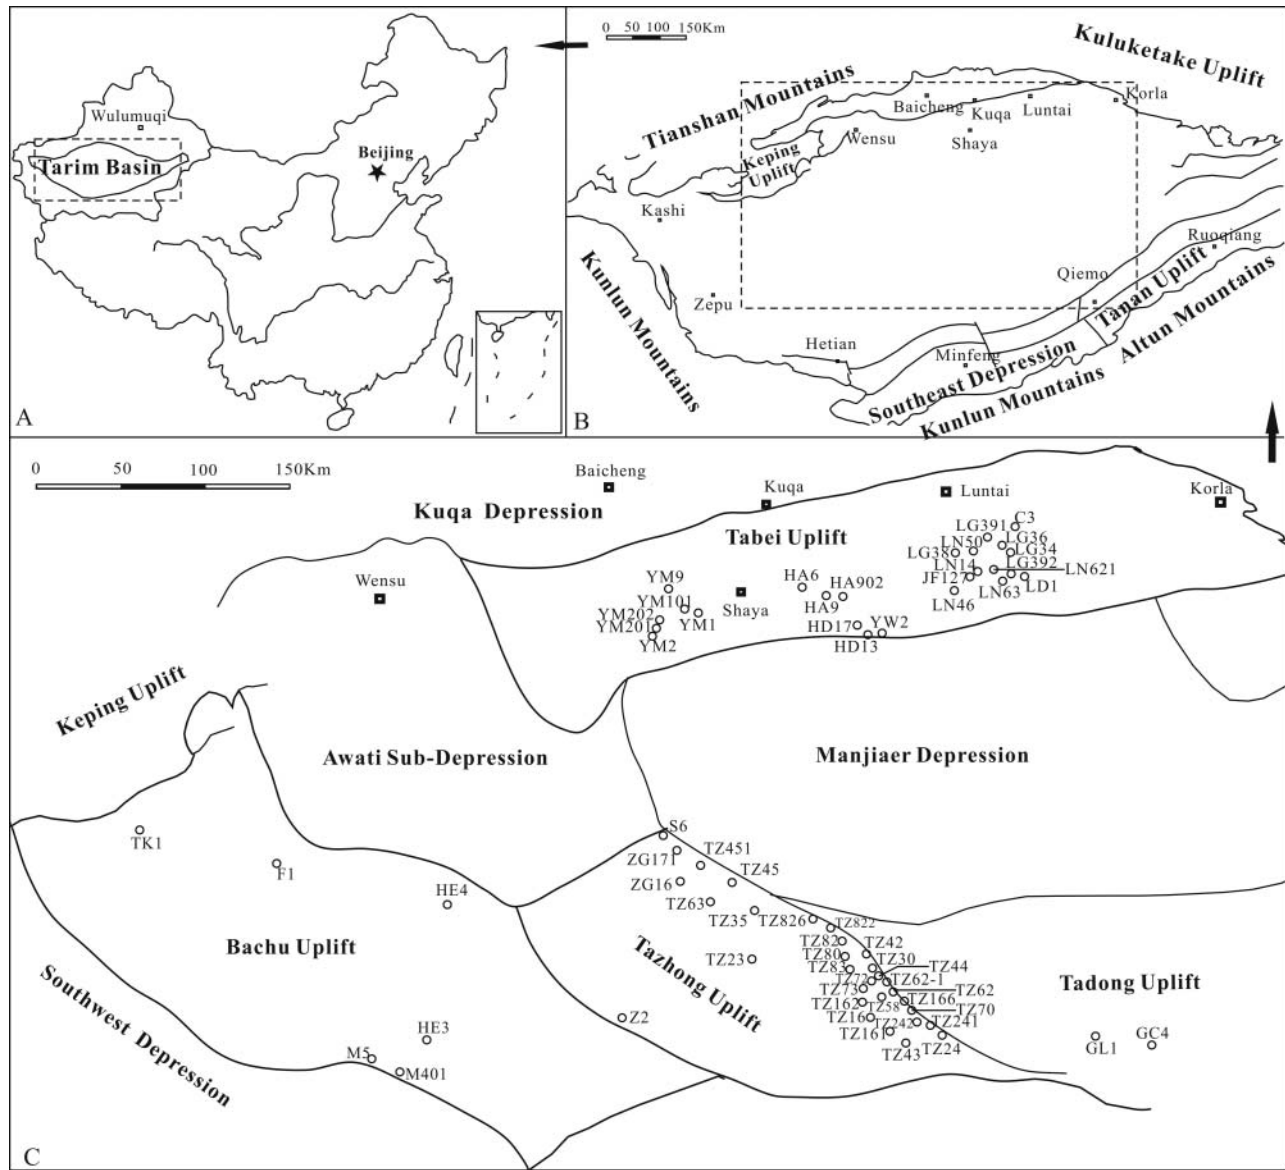 Wulumuqi
Tarim Basin
Beijing
A
0 50 100 150Km
Kuluketake Uplift
Tianshan Mountains
Baicheng
Kuqa
Luntai
Korla
Wensu
Shaya
Keping
Uplift
Kashi
Ruoqiang
Qiemo
Tanan Uplift
Zepu
Kunlun Mountains
Hetian
Minfeng
Altun Mountains
Southeast Depression
Kunlun Mountains
B
0 50 100 150Km
Baicheng
Kuqa
Luntai
Korla
Kuqa Depression
Tabei Uplift
C3
LG391
LG36
LN50
LG34
LG38
LG392
LN14
LN621
JF127
LN63
LD1
LN46
Wensu
YM9
YM101
YM202
YM201
YM1
YM2
Shaya
HA6
HA902
HA9
HD17
YW2
HD13
Keping Uplift
Awati Sub-Depression
Manjiaer Depression
TK1
F1
HE4
S6
TZ451
ZG171
TZ45
ZG16
TZ63
TZ35
TZ826
TZ822
Bachu Uplift
Tazhong Uplift
TZ23
TZ82
TZ42
TZ80
TZ30
TZ83
TZ44
TZ72
TZ62-1
TZ73
TZ62
TZ162
TZ58
TZ166
TZ16
TZ70
TZ242
TZ241
TZ161
TZ24
TZ43
Tadong Uplift
GL1
GC4
Southwest Depression
Z2
HE3
M5
M401
C